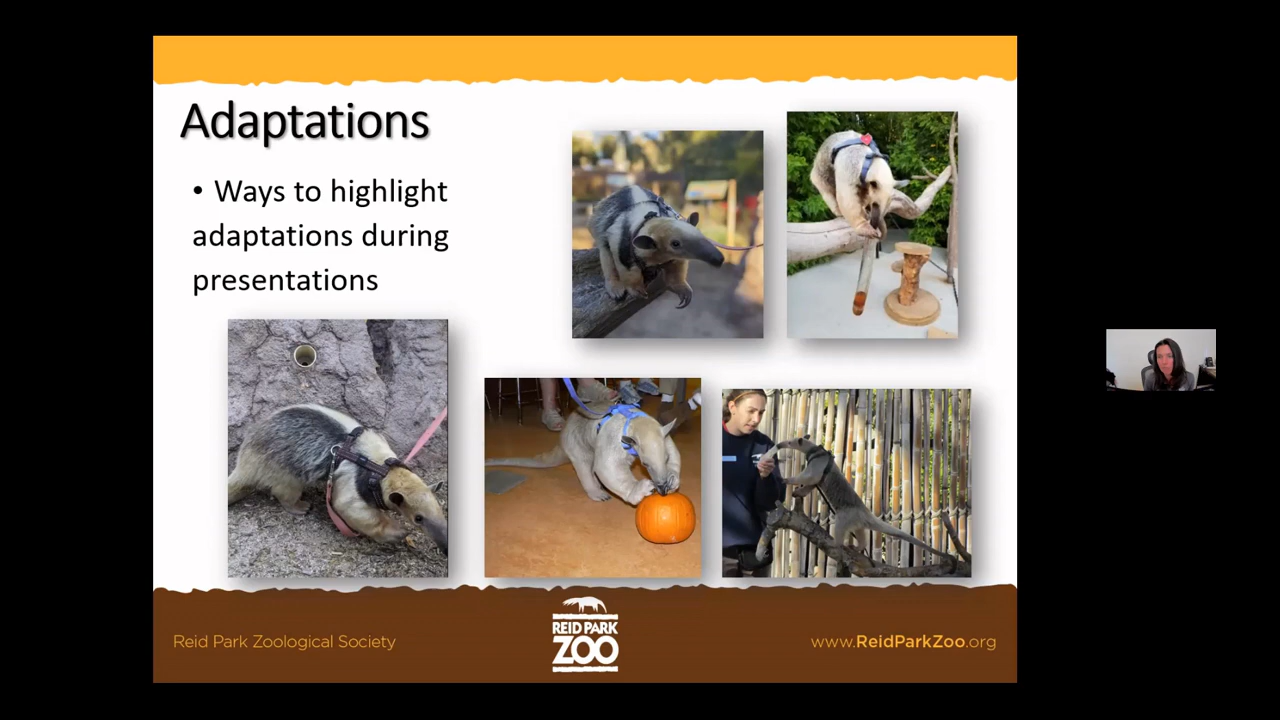 Adaptations
• Ways to highlight
adaptations during
presentations
Reid Park Zoological Society
REID PARK
ZOO
www.ReidParkZoo.org